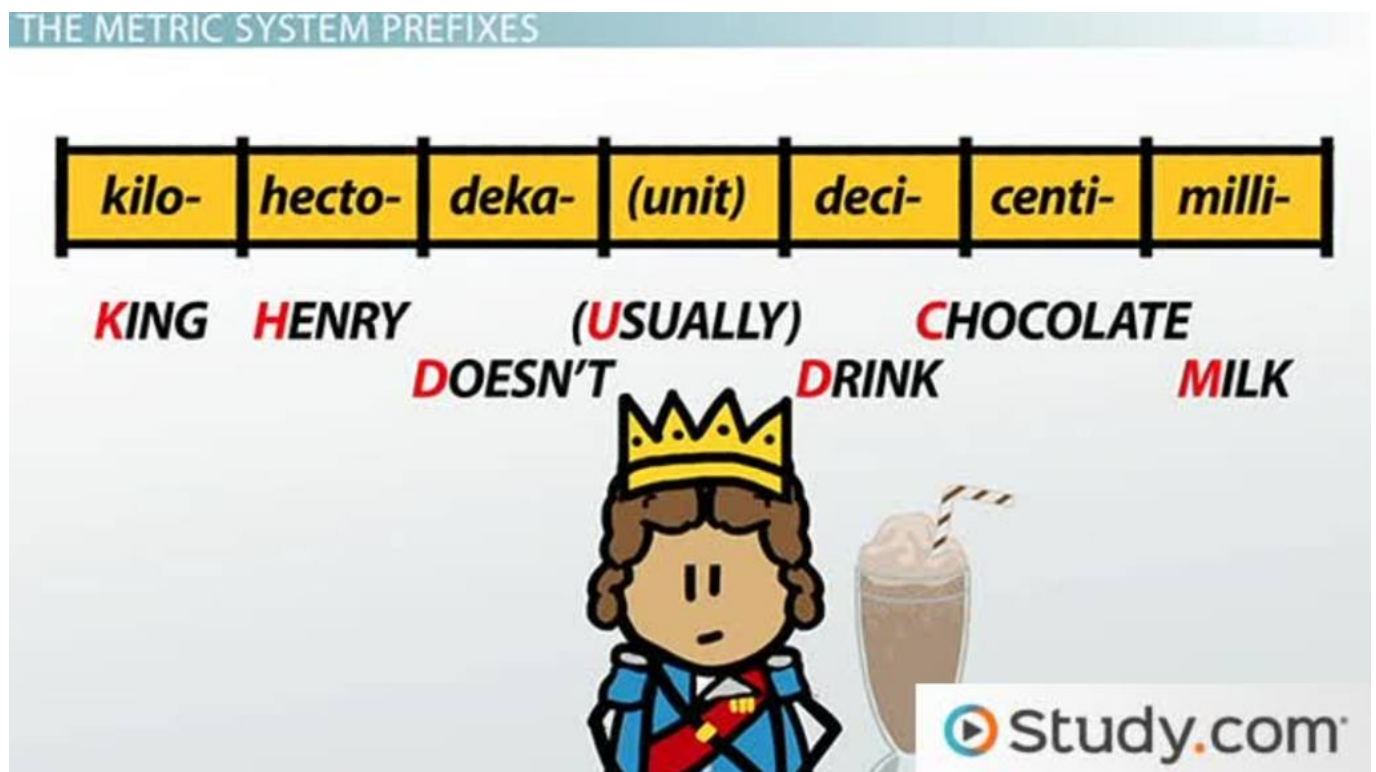 THE METRIC SYSTEM PREFIXES
kilo- hecto- deka- (unit) deci- centi- milli-
KING HENRY (USUALLY) CHOCOLATE
DOESN'T DRINK MILK
Study.com